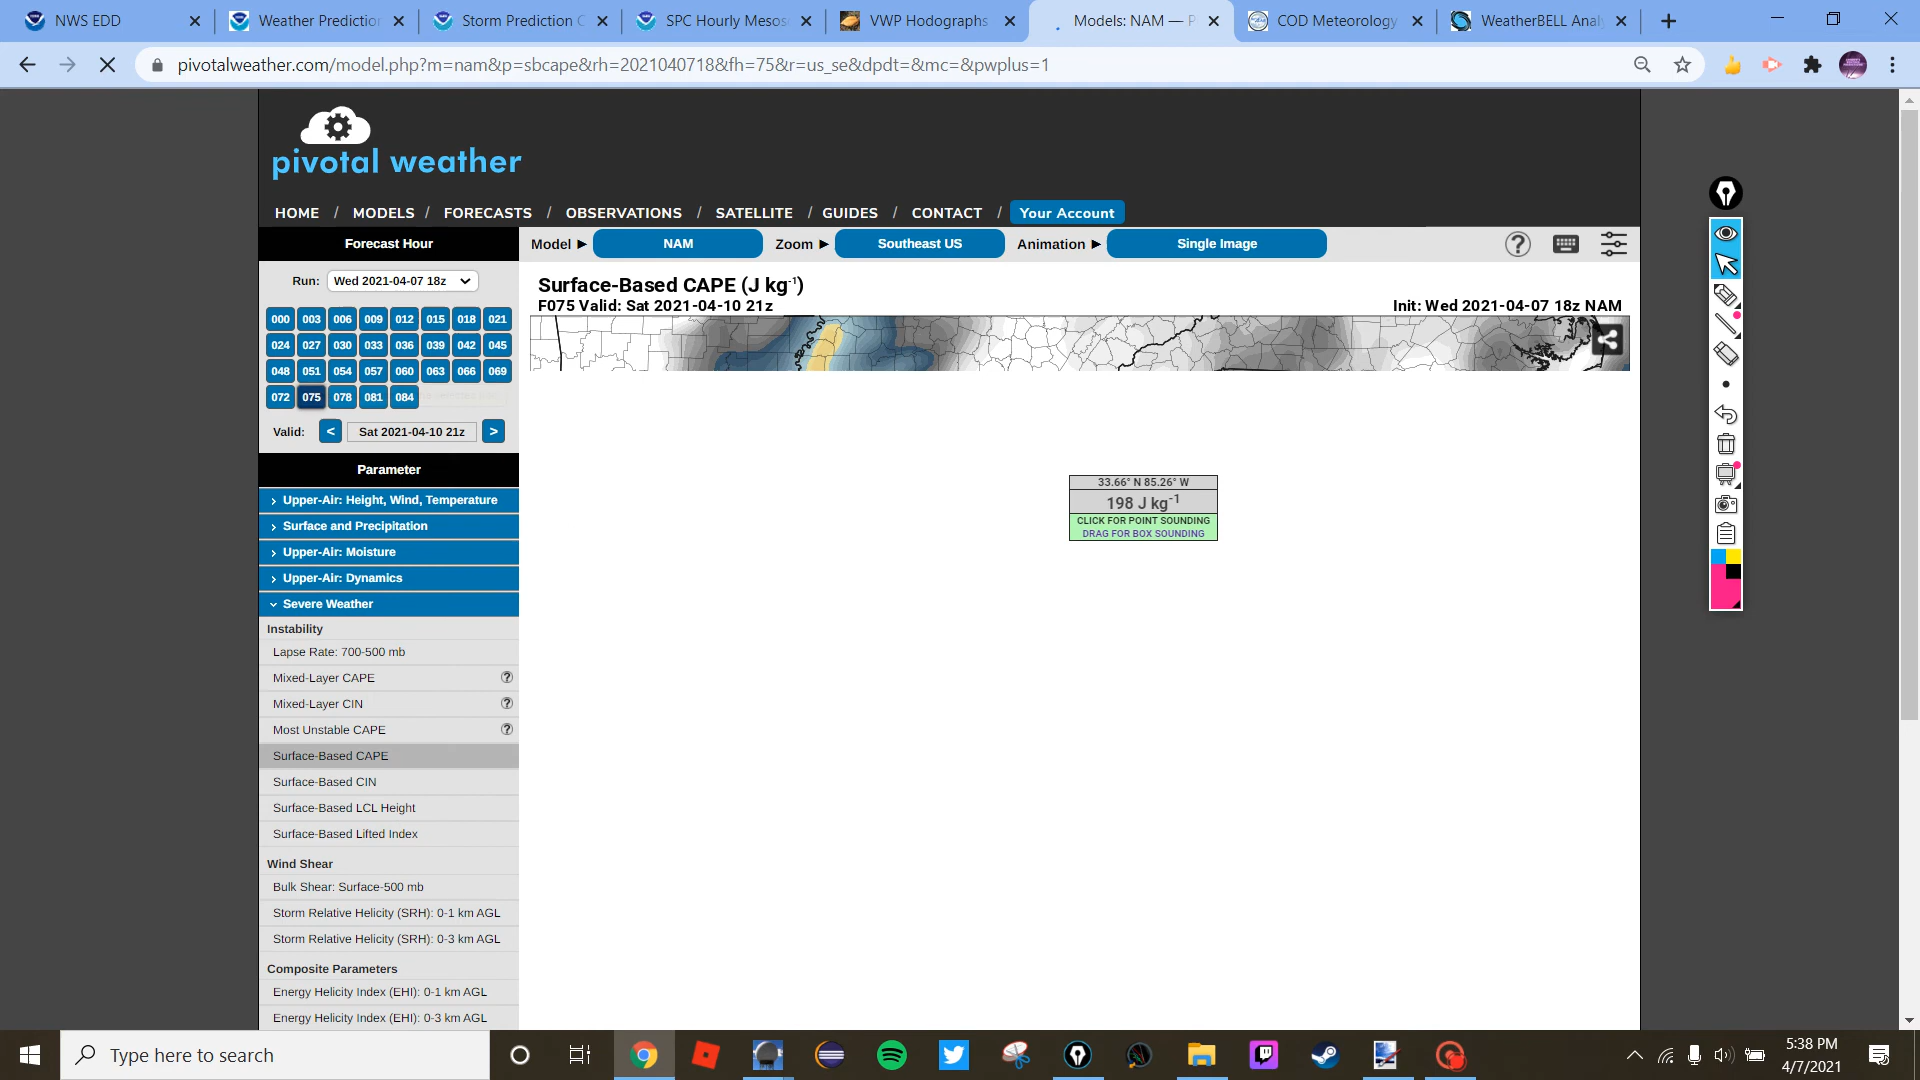 NWS EDD
Weather Prediction
Storm Prediction C
SPC Hourly Mesos
VWP Hodographs
Models: NAM — P
COD Meteorology
WeatherBELL Anal
pivotalweather.com/model.php?m=nam&p=sbcape&rh=2021040718&fh=75&r=us_se&dpdt=&mc=&pwplus=1
pivotal weather
HOME / MODELS / FORECASTS / OBSERVATIONS / SATELLITE / GUIDES / CONTACT / Your Account
Forecast Hour
Model ▶ NAM Zoom ▶ Southeast US Animation ▶ Single Image
Run: Wed 2021-04-07 18z
000 003 006 009 012 015 018 021
024 027 030 033 036 039 042 045
048 051 054 057 060 063 066 069
072 075 078 081 084
Valid: < Sat 2021-04-10 21z >
Surface-Based CAPE (J kg⁻¹)
F075 Valid: Sat 2021-04-10 21z
Init: Wed 2021-04-07 18z NAM
33.66° N 85.26° W
198 J kg⁻¹
CLICK FOR POINT SOUNDING
DRAG FOR BOX SOUNDING
Parameter
Upper-Air: Height, Wind, Temperature
Surface and Precipitation
Upper-Air: Moisture
Upper-Air: Dynamics
Severe Weather
Instability
Lapse Rate: 700-500 mb
Mixed-Layer CAPE
Mixed-Layer CIN
Most Unstable CAPE
Surface-Based CAPE
Surface-Based CIN
Surface-Based LCL Height
Surface-Based Lifted Index
Wind Shear
Bulk Shear: Surface-500 mb
Storm Relative Helicity (SRH): 0-1 km AGL
Storm Relative Helicity (SRH): 0-3 km AGL
Composite Parameters
Energy Helicity Index (EHI): 0-1 km AGL
Energy Helicity Index (EHI): 0-3 km AGL
Type here to search
5:38 PM
4/7/2021